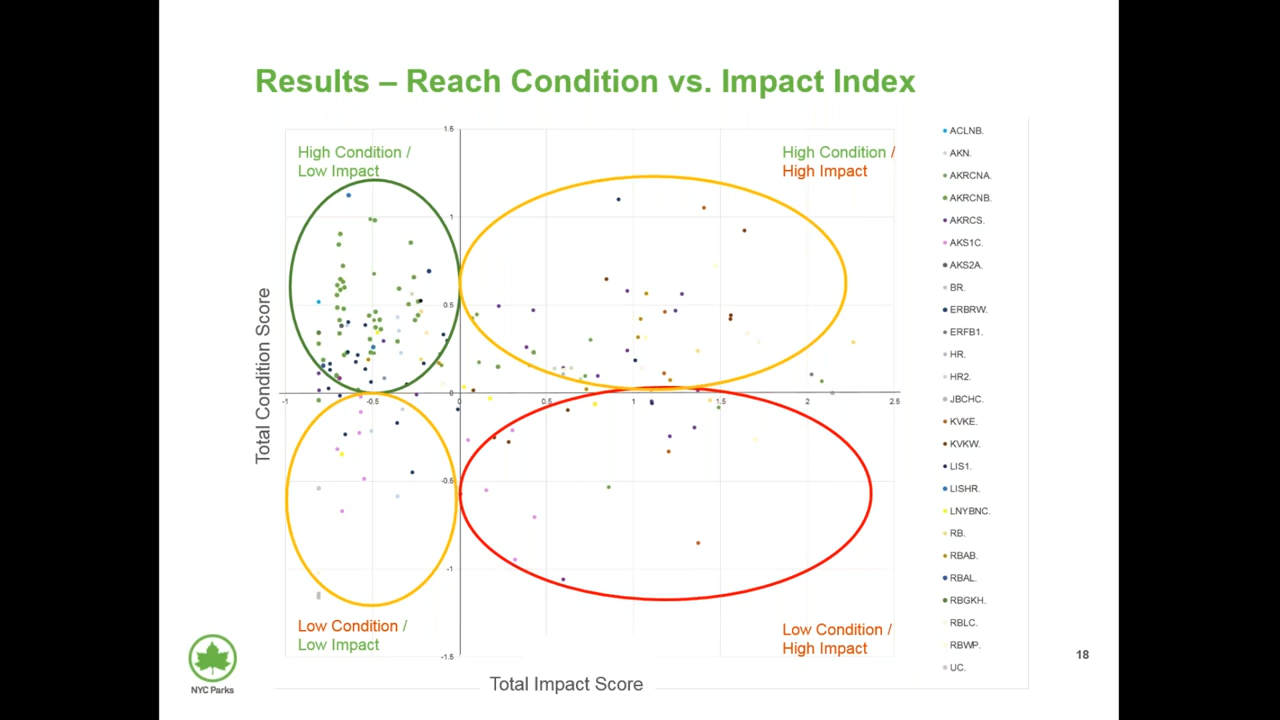 Results – Reach Condition vs. Impact Index
High Condition /
Low Impact
High Condition /
High Impact
Total Condition Score
1.5
1
0.5
0
-0.5
-1
-1.5
-1
-0.5
0
0.5
1
1.5
2
2.5
Low Condition /
Low Impact
Low Condition /
High Impact
Total Impact Score
ACLNB.
AKN.
AKRCNA.
AKRCNB.
AKRCS.
AKS1C.
AKS2A.
BR.
ERBRW.
ERFB1.
HR.
HR2.
JBCHC.
KVKE.
KVKW.
LIS1.
LISHR.
LNYBNC.
RB.
RBAB.
RBAL.
RBGKH.
RBLC.
RBWP.
UC.
NYC Parks
18